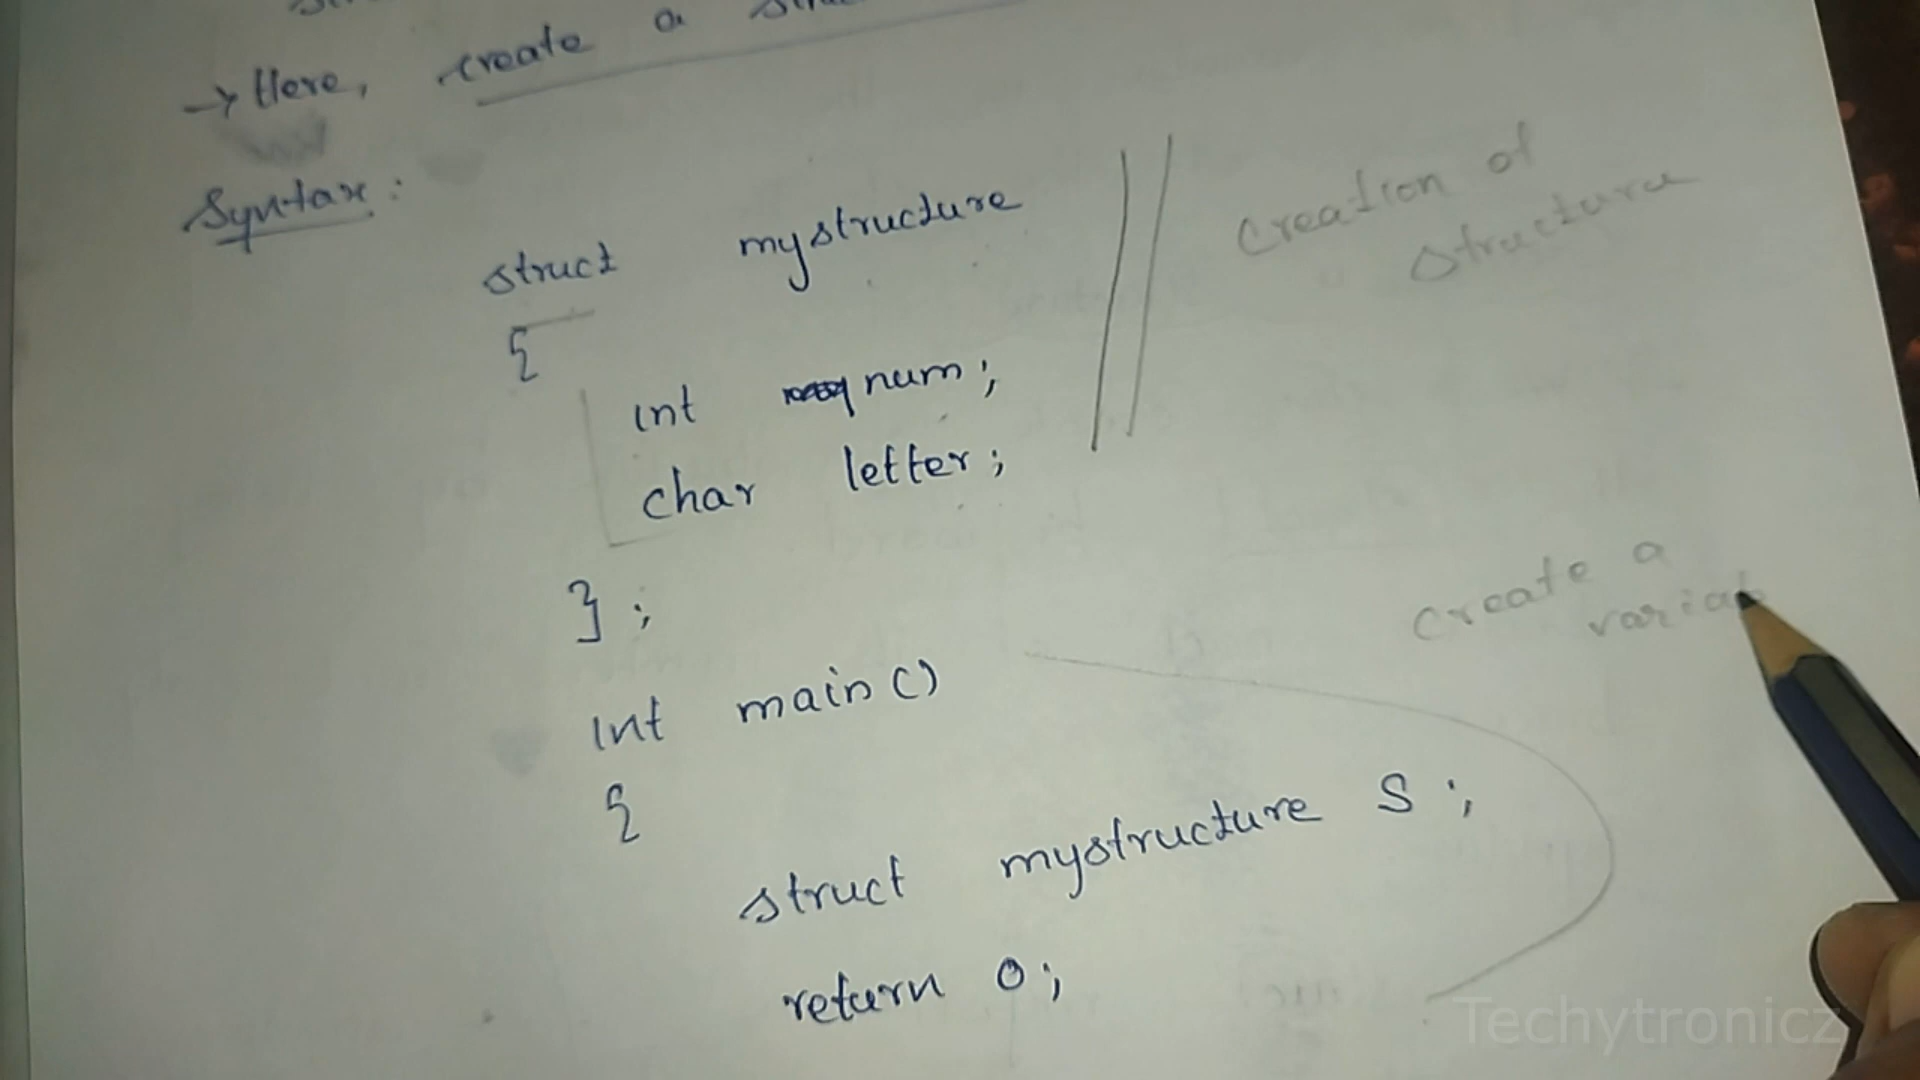 → Here, create a
Syntax:
struct mystructure
Creation of
structure
{
int num;
char letter;
};
create a
int main()
{
struct mystructure S;
return 0;
Techytronicz